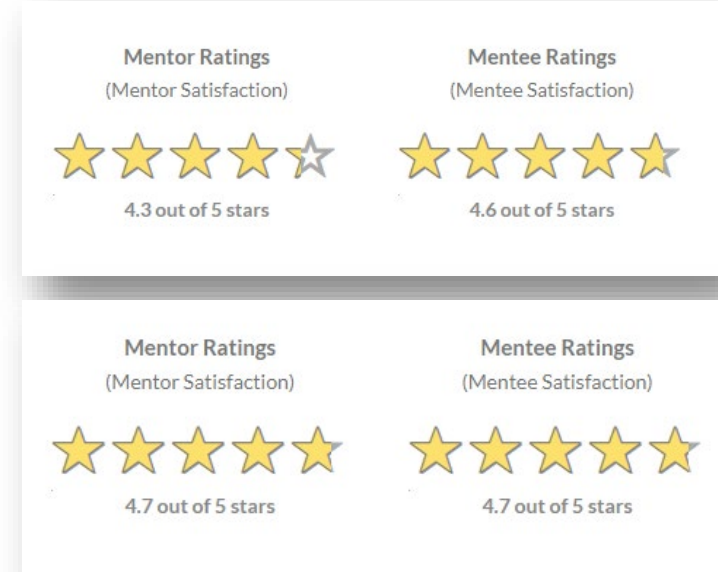 Mentor Ratings
(Mentor Satisfaction)
4.3 out of 5 stars
Mentee Ratings
(Mentee Satisfaction)
4.6 out of 5 stars
Mentor Ratings
(Mentor Satisfaction)
4.7 out of 5 stars
Mentee Ratings
(Mentee Satisfaction)
4.7 out of 5 stars